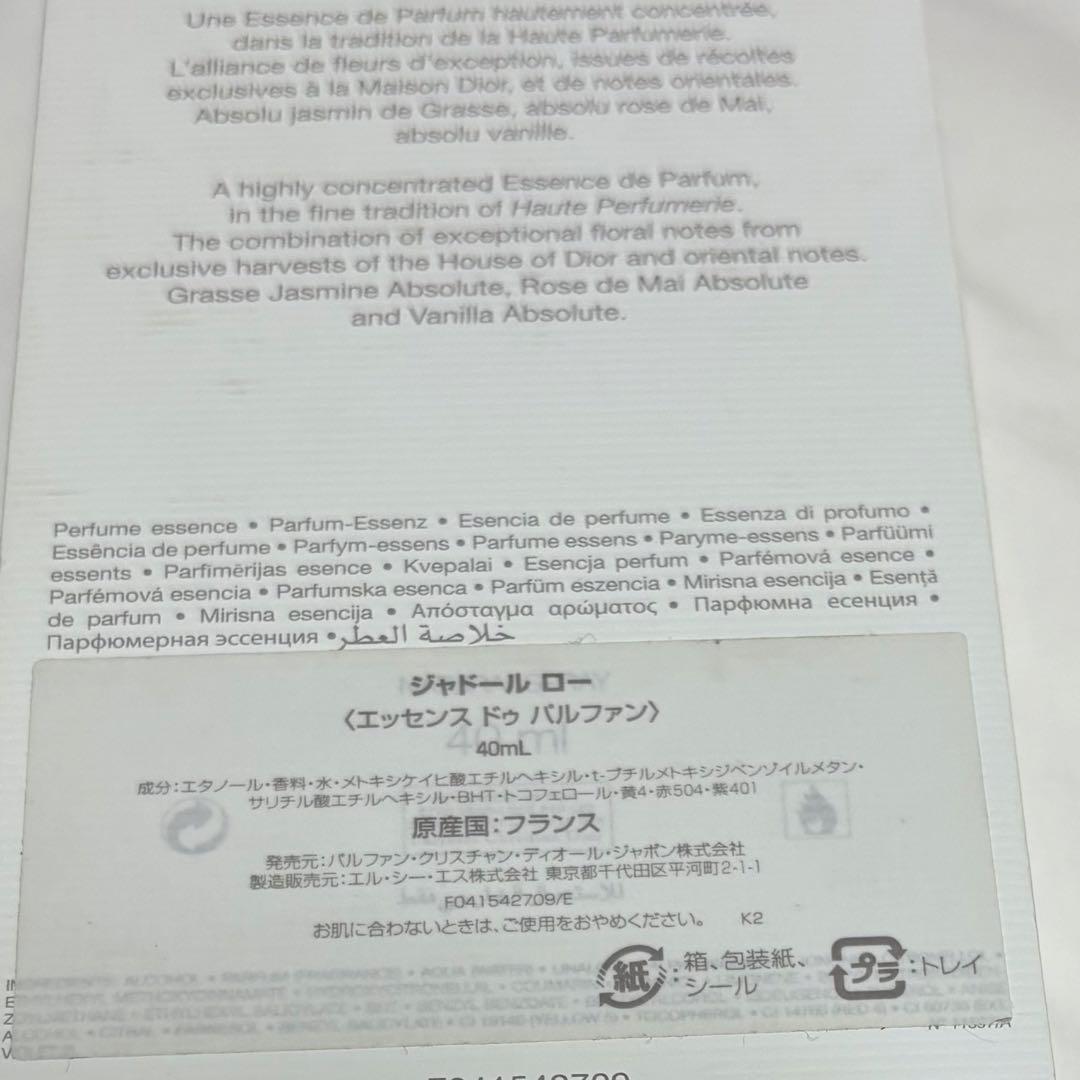 Une Essence de Parfum hautement concentrée,
dans la tradition de la Haute Parfumerie.
L'alliance de fleurs d'exception, issues de récoltes
exclusives à la Maison Dior, et de notes orientales.
Absolu jasmin de Grasse, absolu rose de Mai,
absolu vanille.
A highly concentrated Essence de Parfum,
in the fine tradition of Haute Perfumerie.
The combination of exceptional floral notes from
exclusive harvests of the House of Dior and oriental notes.
Grasse Jasmine Absolute, Rose de Mai Absolute
and Vanilla Absolute.
Perfume essence • Parfum-Essenz • Esencia de perfume • Essenza di profumo •
Essência de perfume • Parfym-essens • Parfume essens • Paryme-essens • Parfüümi
essents • Parfimērijas esence • Kvepalai • Esencja perfum • Parfémová esence •
Parfémová esencia • Parfumska esenca • Parfüm eszencia • Mirisna esencija • Esență
de parfum • Mirisna esencija • Απόσταγμα αρώματος • Парфюмна есенция •
Парфюмерная эссенция • خلاصة العطر
ジャドール ロー
〈エッセンス ドゥ パルファン〉
40mL
成分:エタノール・香料・水・メトキシケイヒ酸エチルヘキシル・t-ブチルメトキシジベンゾイルメタン・
サリチル酸エチルヘキシル・BHT・トコフェロール・黄4・赤504・紫401
原産国:フランス
発売元:パルファン・クリスチャン・ディオール・ジャポン株式会社
製造販売元:エル・シー・エス株式会社 東京都千代田区平河町2-1-1
F041542709/E
お肌に合わないときは、ご使用をおやめください。 K2
紙:箱、包装紙、
シール
プラ:トレイ